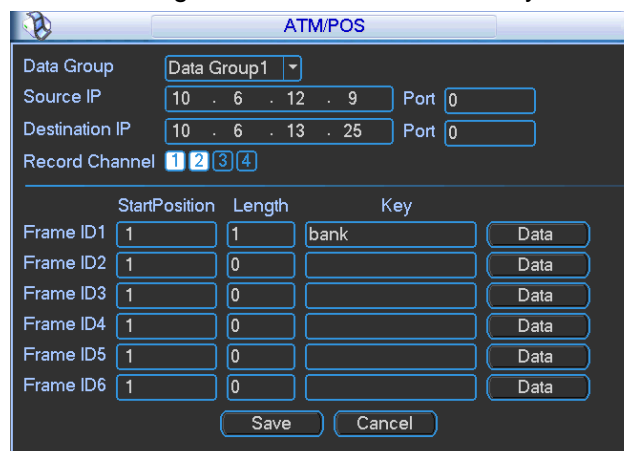 ATM/POS
Data Group Data Group1
Source IP 10 . 6 . 12 . 9 Port 0
Destination IP 10 . 6 . 13 . 25 Port 0
Record Channel 1 2 3 4
StartPosition Length Key
Frame ID1 1 1 bank Data
Frame ID2 1 0 Data
Frame ID3 1 0 Data
Frame ID4 1 0 Data
Frame ID5 1 0 Data
Frame ID6 1 0 Data
Save Cancel